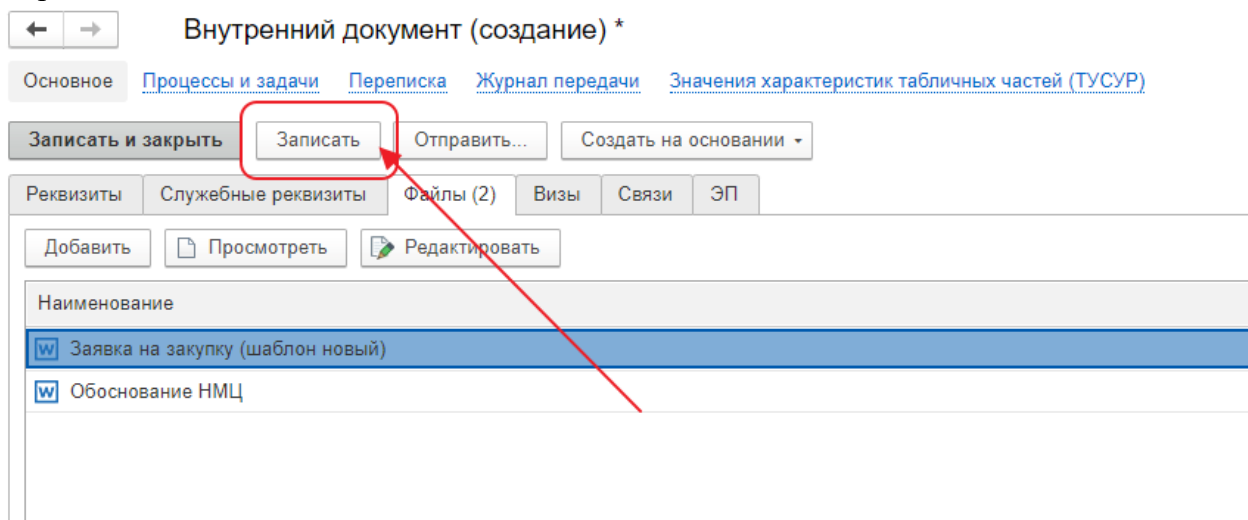 Внутренний документ (создание) *
Основное Процессы и задачи Переписка Журнал передачи Значения характеристик табличных частей (ТУСУР)
Записать и закрыть Записать Отправить... Создать на основании
Реквизиты Служебные реквизиты Файлы (2) Визы Связи ЭП
Добавить Просмотреть Редактировать
Наименование
Заявка на закупку (шаблон новый)
Обоснование НМЦ